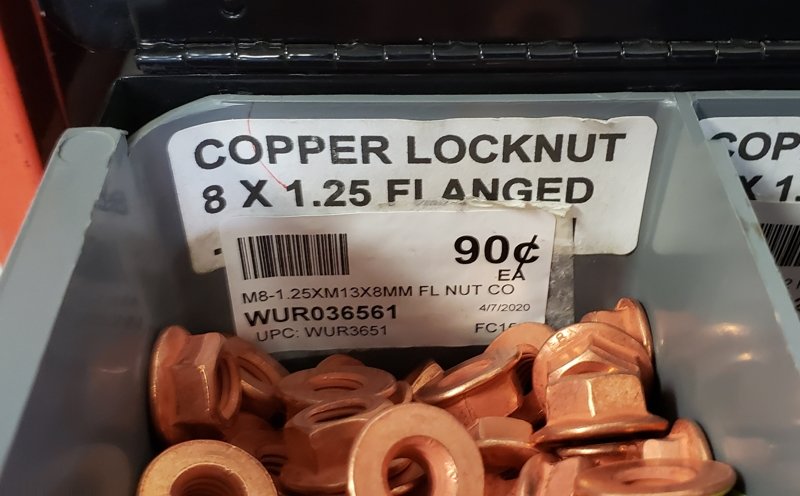 COPPER LOCKNUT
8 X 1.25 FLANGED
90¢
EA
M8-1.25XM13X8MM FL NUT CO
WUR036561
4/7/2020
UPC: WUR3651
COP
X 1.